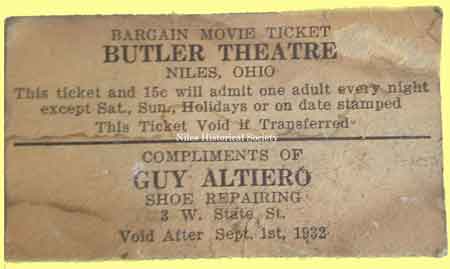 BARGAIN MOVIE TICKET
BUTLER THEATRE
NILES, OHIO
This ticket and 15c will admit one adult every night
except Sat., Sun., Holidays or on date stamped
This Ticket Void if Transferred
Niles Historical Society
COMPLIMENTS OF
GUY ALTIERO
SHOE REPAIRING
3 W. State St.
Void After Sept. 1st, 1932